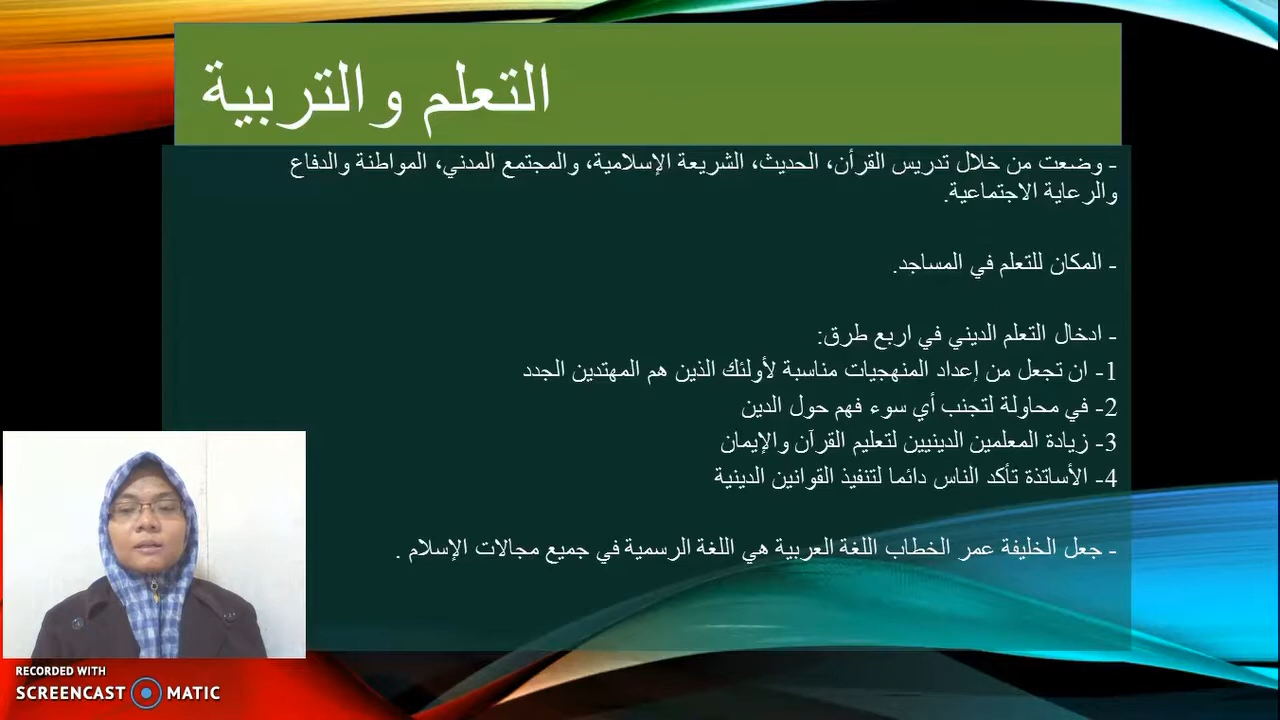 التعلم والتربية
- وضعت من خلال تدريس القرأن، الحديث، الشريعة الإسلامية، والمجتمع المدني، المواطنة والدفاع
والرعاية الاجتماعية.
- المكان للتعلم في المساجد.
- ادخال التعلم الديني في اربع طرق:
1- ان تجعل من إعداد المنهجيات مناسبة لأولئك الذين هم المهتدين الجدد
2- في محاولة لتجنب أي سوء فهم حول الدين
3- زيادة المعلمين الدينيين لتعليم القرآن والإيمان
4- الأساتذة تأكد الناس دائما لتنفيذ القوانين الدينية
- جعل الخليفة عمر الخطاب اللغة العربية هي اللغة الرسمية في جميع مجالات الإسلام .
RECORDED WITH
SCREENCAST MATIC